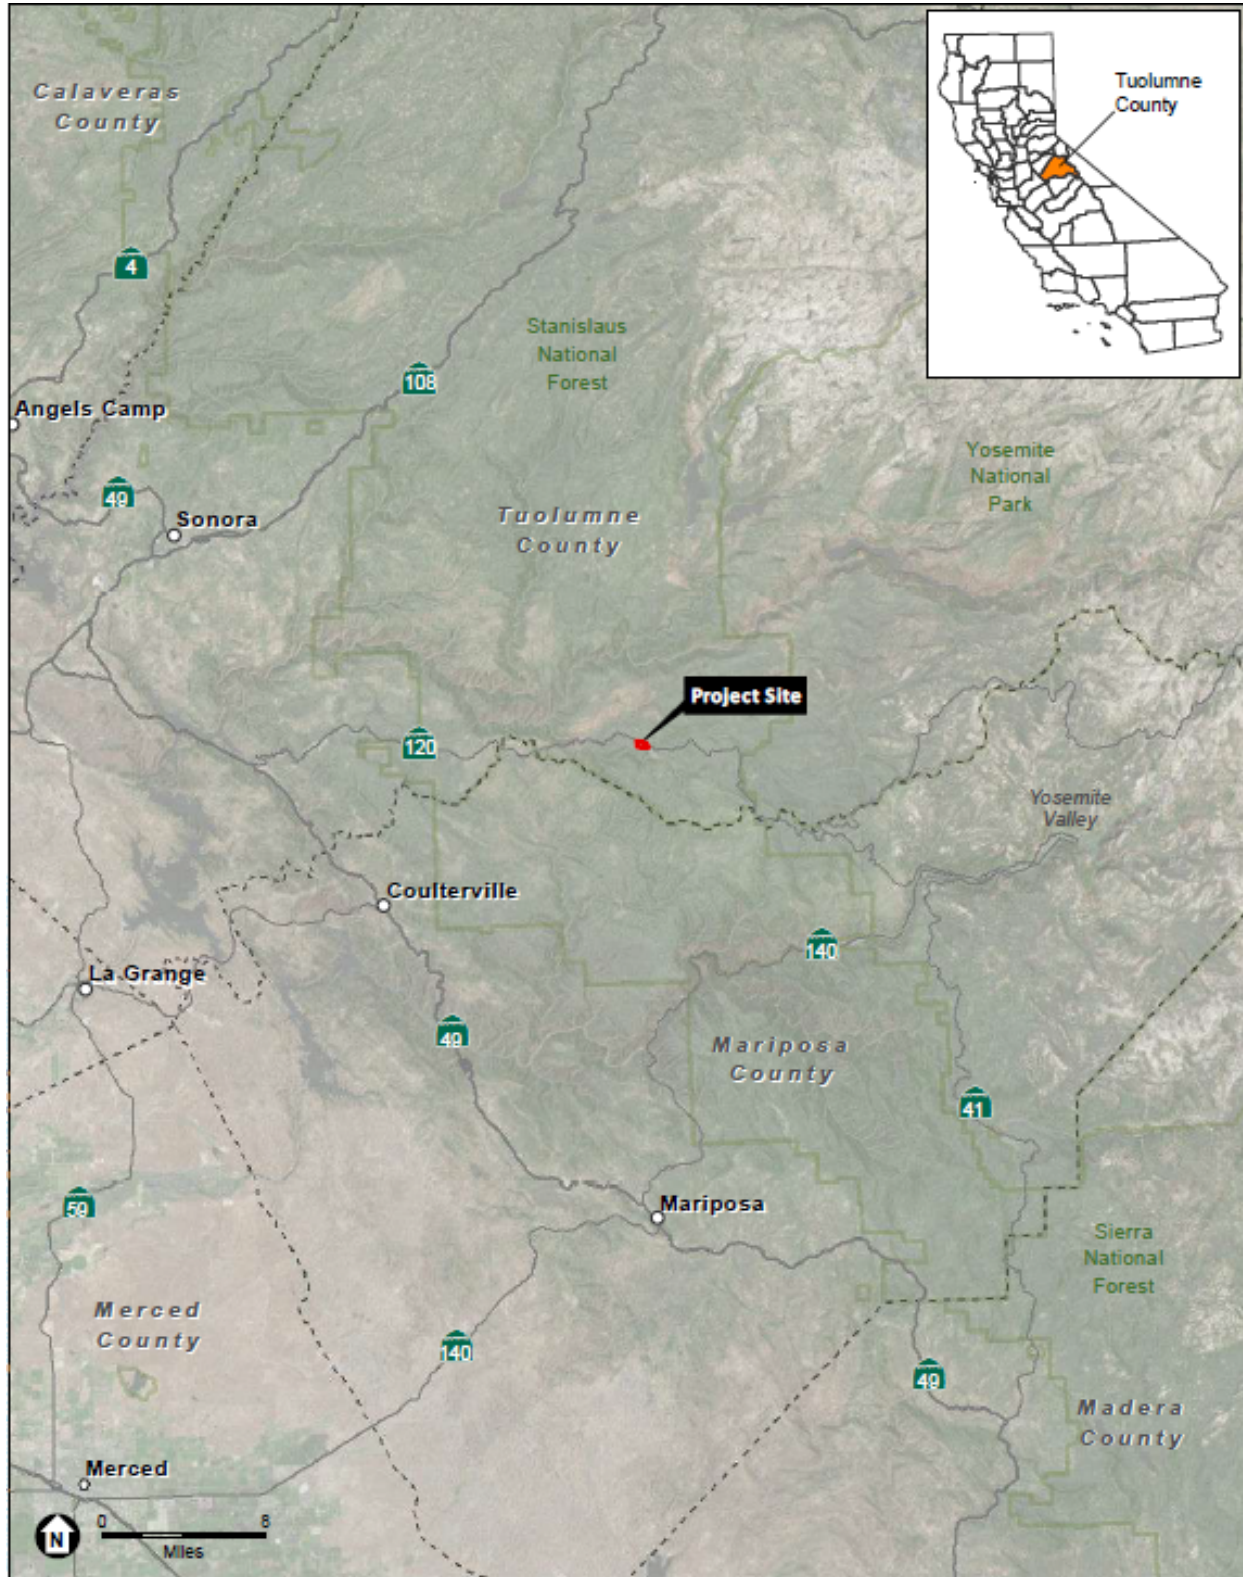 Calaveras
County
Tuolumne
County
4
Stanislaus
National
Forest
108
Angels Camp
Yosemite
National
Park
49
Sonora
Tuolumne
County
Project Site
120
Yosemite
Valley
Coulterville
140
La Grange
49
Mariposa
County
41
59
Mariposa
Sierra
National
Forest
Merced
County
140
49
Madera
County
Merced
N
0 8
Miles